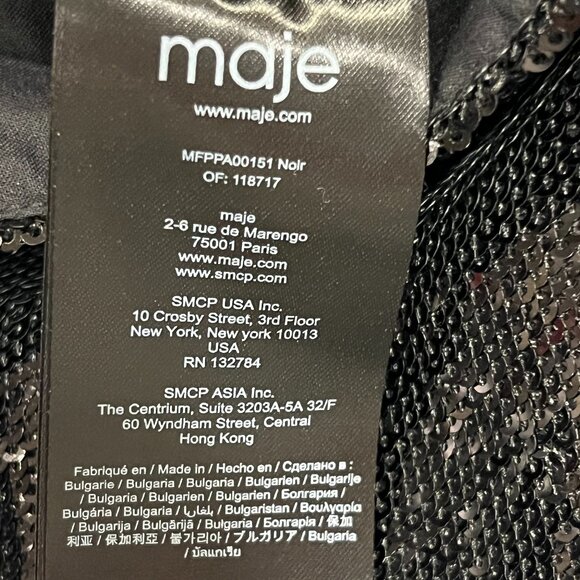 maje
www.maje.com
MFPPA00151 Noir
OF: 118717
maje
2-6 rue de Marengo
75001 Paris
www.maje.com
www.smcp.com
SMCP USA Inc.
10 Crosby Street, 3rd Floor
New York, New york 10013
USA
RN 132784
SMCP ASIA Inc.
The Centrium, Suite 3203A-5A 32/F
60 Wyndham Street, Central
Hong Kong
Fabriqué en / Made in / Hecho en / Сделано в :
Bulgarie / Bulgaria / Bulgaria / Bulgarien / Bulgarije
/ Bulgaria / Bulgarien / Bulgarien / Болгария /
Bulgária / Bulgaria / بلغاريا / Bulgaristan / Βουλγαρία
/ Bulgarija / Bulgārijā / Bulgaria / Болгарія / 保加
利亚 / 保加利亞 / 불가리아 / ブルガリア / Bulgaria
/ บัลแกเรีย